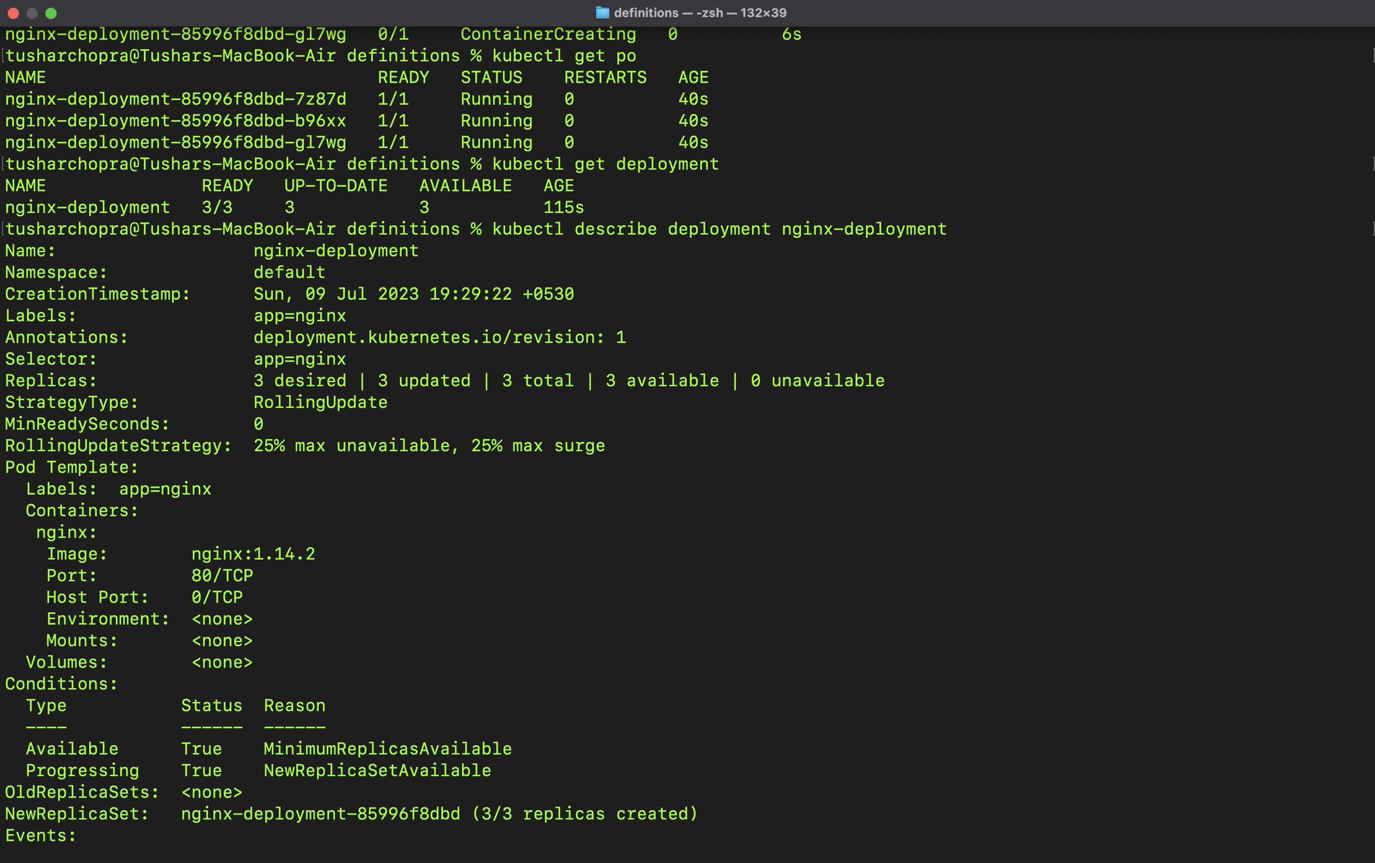 definitions — -zsh — 132×39
nginx-deployment-85996f8dbd-gl7wg   0/1     ContainerCreating   0          6s
[tusharchopra@Tushars-MacBook-Air definitions % kubectl get po                    ]
NAME                                READY   STATUS    RESTARTS   AGE
nginx-deployment-85996f8dbd-7z87d   1/1     Running   0          40s
nginx-deployment-85996f8dbd-b96xx   1/1     Running   0          40s
nginx-deployment-85996f8dbd-gl7wg   1/1     Running   0          40s
[tusharchopra@Tushars-MacBook-Air definitions % kubectl get deployment            ]
NAME               READY   UP-TO-DATE   AVAILABLE   AGE
nginx-deployment   3/3     3            3           115s
[tusharchopra@Tushars-MacBook-Air definitions % kubectl describe deployment nginx-deployment ]
Name:                   nginx-deployment
Namespace:              default
CreationTimestamp:      Sun, 09 Jul 2023 19:29:22 +0530
Labels:                 app=nginx
Annotations:            deployment.kubernetes.io/revision: 1
Selector:               app=nginx
Replicas:               3 desired | 3 updated | 3 total | 3 available | 0 unavailable
StrategyType:           RollingUpdate
MinReadySeconds:        0
RollingUpdateStrategy:  25% max unavailable, 25% max surge
Pod Template:
  Labels:  app=nginx
  Containers:
   nginx:
    Image:        nginx:1.14.2
    Port:         80/TCP
    Host Port:    0/TCP
    Environment:  <none>
    Mounts:       <none>
  Volumes:        <none>
Conditions:
  Type           Status  Reason
  ----           ------  ------
  Available      True    MinimumReplicasAvailable
  Progressing    True    NewReplicaSetAvailable
OldReplicaSets:  <none>
NewReplicaSet:   nginx-deployment-85996f8dbd (3/3 replicas created)
Events: